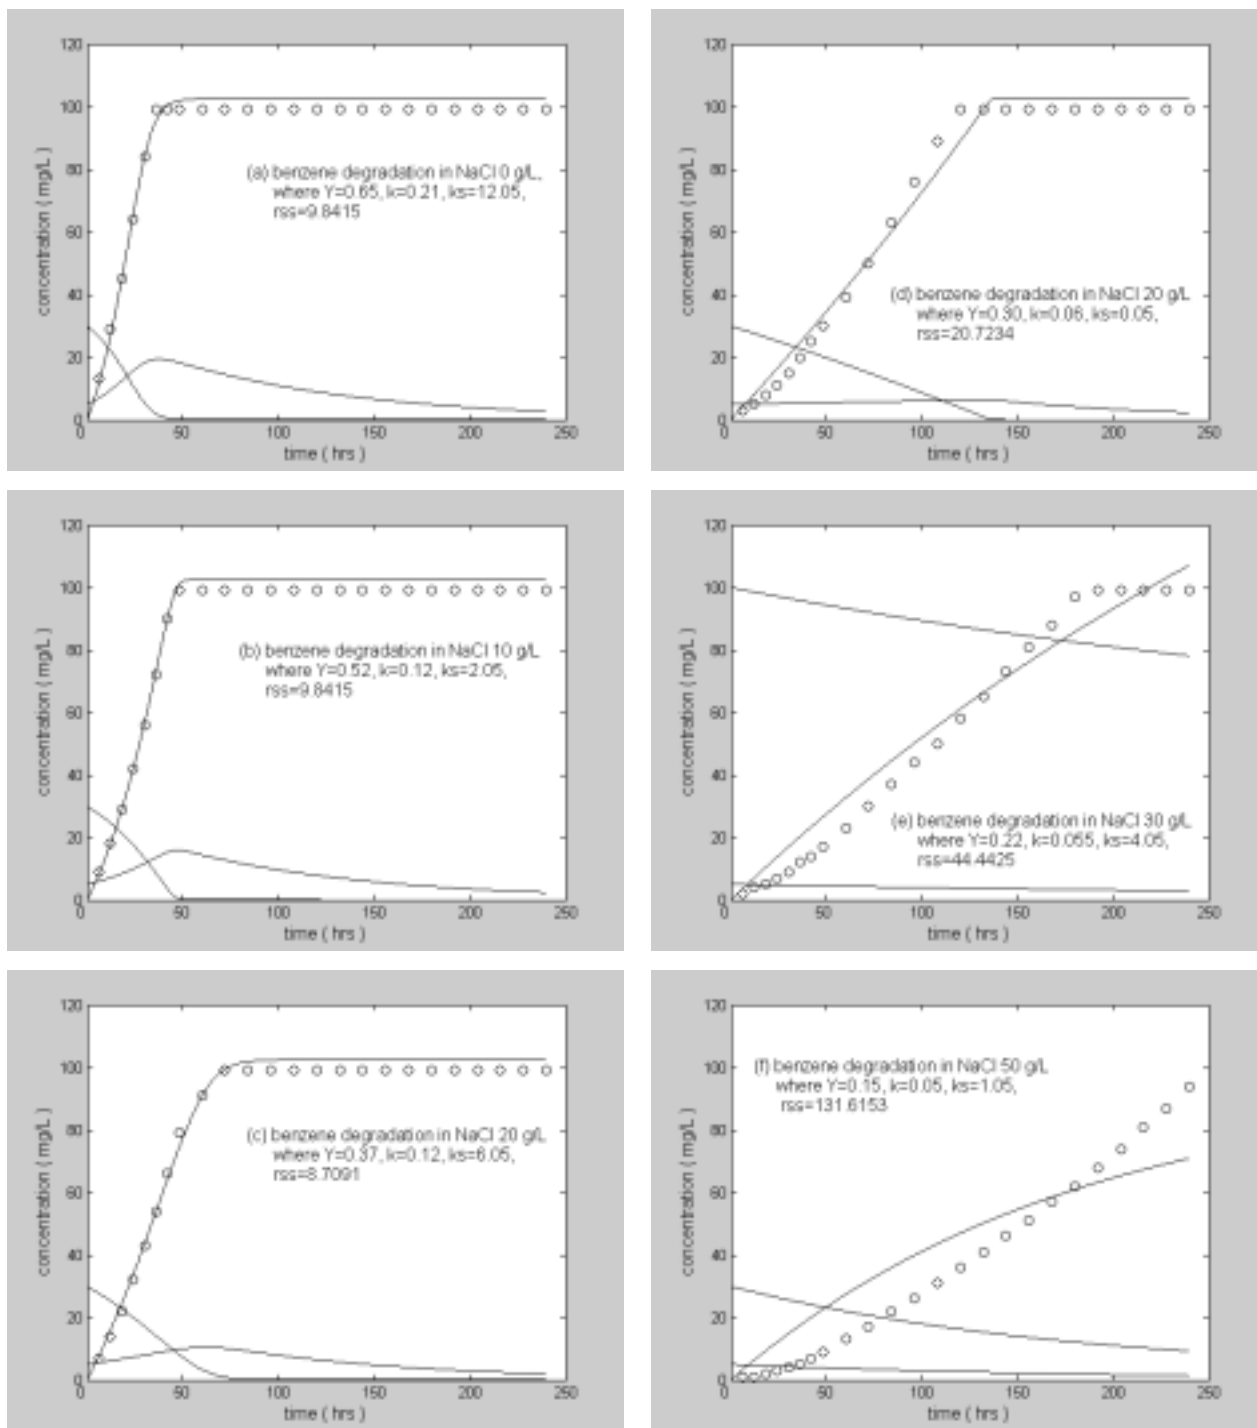 120
100
80
60
40
20
0
concentration ( mg/L )
(a) benzene degradation in NaCl 0 g/L,
where Y=0.65, k=0.21, ks=12.05,
rss=9.8415
0 50 100 150 200 250
time ( hrs )
120
100
80
60
40
20
0
concentration ( mg/L )
(d) benzene degradation in NaCl 20 g/L
where Y=0.30, k=0.06, ks=0.05,
rss=20.7234
0 50 100 150 200 250
time ( hrs )
120
100
80
60
40
20
0
concentration ( mg/L )
(b) benzene degradation in NaCl 10 g/L
where Y=0.52, k=0.12, ks=2.05,
rss=9.8415
0 50 100 150 200 250
time ( hrs )
120
100
80
60
40
20
0
concentration ( mg/L )
(e) benzene degradation in NaCl 30 g/L
where Y=0.22, k=0.055, ks=4.05,
rss=44.4425
0 50 100 150 200 250
time ( hrs )
120
100
80
60
40
20
0
concentration ( mg/L )
(c) benzene degradation in NaCl 20 g/L
where Y=0.37, k=0.12, ks=6.05,
rss=8.7091
0 50 100 150 200 250
time ( hrs )
120
100
80
60
40
20
0
concentration ( mg/L )
(f) benzene degradation in NaCl 50 g/L
where Y=0.15, k=0.05, ks=1.05,
rss=131.6153
0 50 100 150 200 250
time ( hrs )